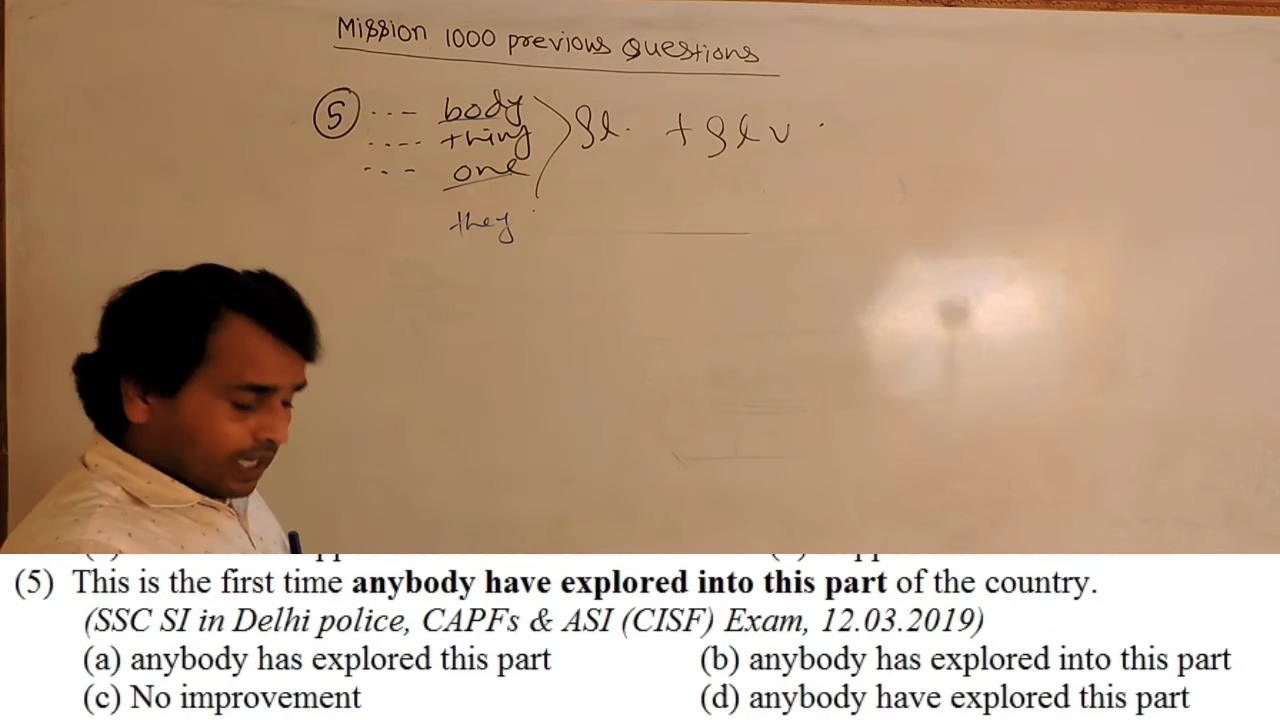 Mission 1000 previous Questions
(5) ... body
.... thing } Sl. + Sl v.
... one
they
(5) This is the first time anybody have explored into this part of the country.
(SSC SI in Delhi police, CAPFs & ASI (CISF) Exam, 12.03.2019)
(a) anybody has explored this part (b) anybody has explored into this part
(c) No improvement (d) anybody have explored this part